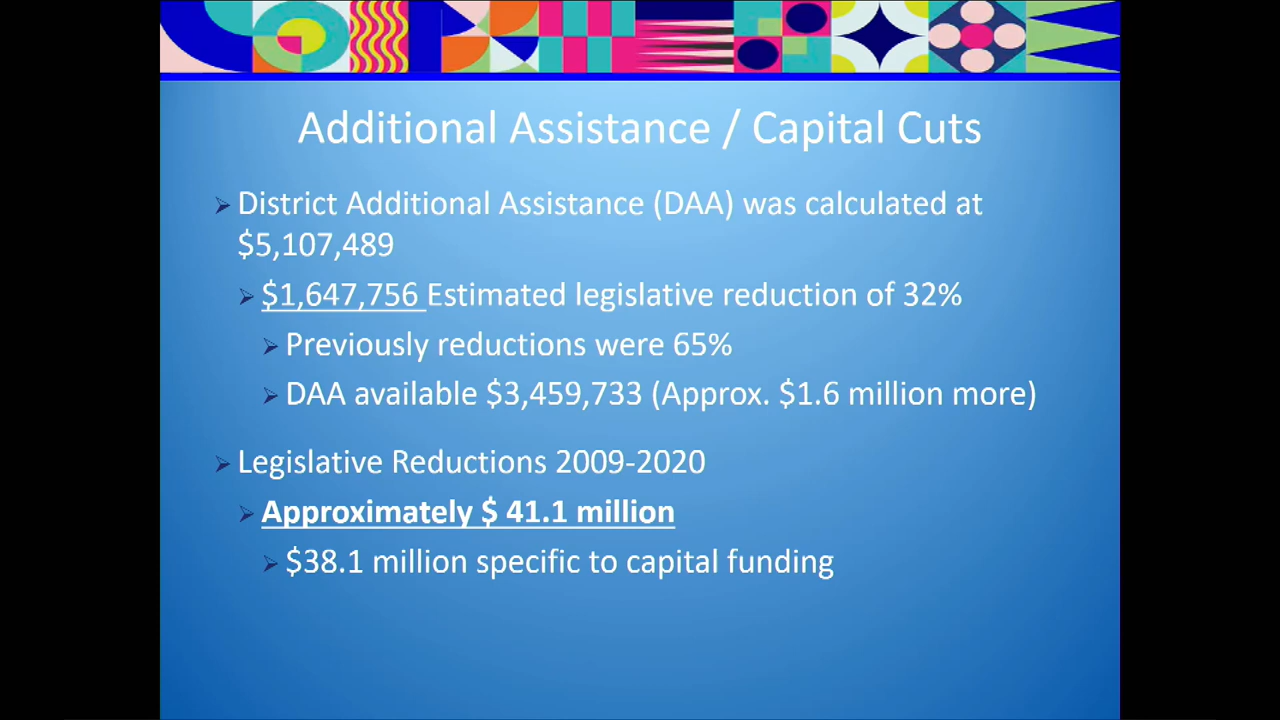 Additional Assistance / Capital Cuts
District Additional Assistance (DAA) was calculated at
$5,107,489
$1,647,756 Estimated legislative reduction of 32%
Previously reductions were 65%
DAA available $3,459,733 (Approx. $1.6 million more)
Legislative Reductions 2009-2020
Approximately $ 41.1 million
$38.1 million specific to capital funding